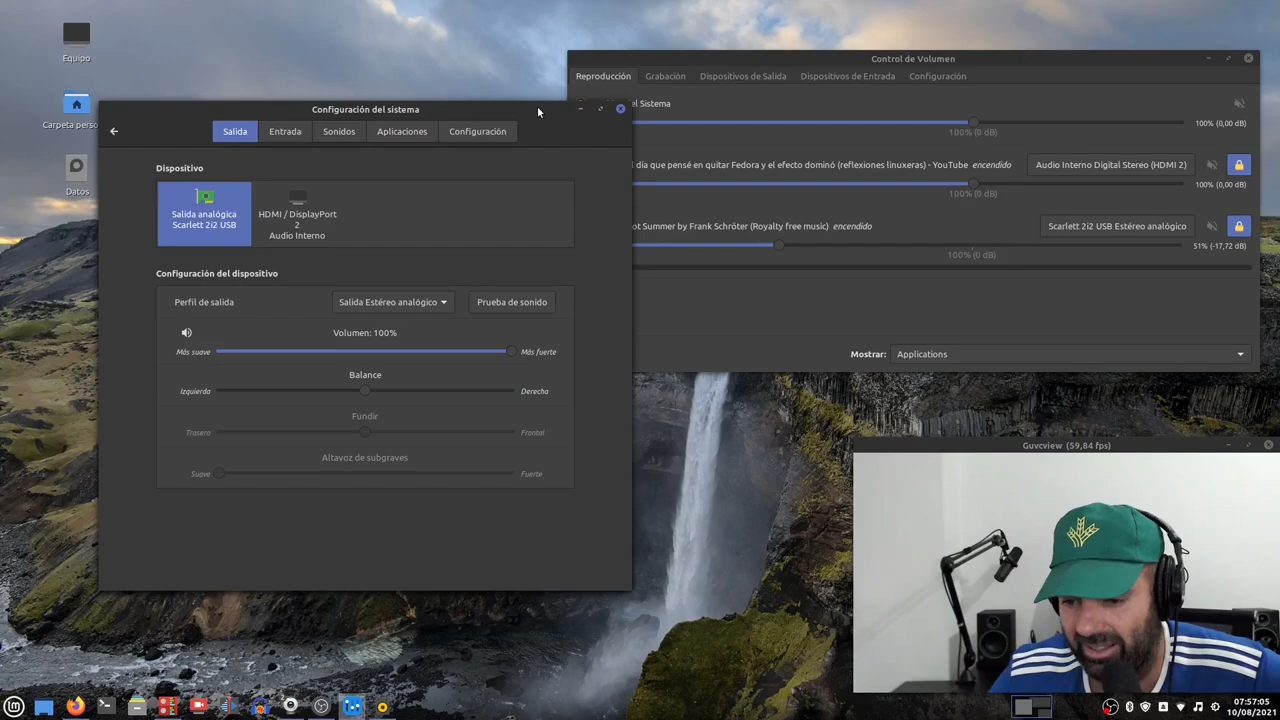 Equipo
Carpeta perso
Datos
Configuración del sistema
Salida
Entrada
Sonidos
Aplicaciones
Configuración
Dispositivo
Salida analógica
Scarlett 2i2 USB
HDMI / DisplayPort
2
Audio Interno
Configuración del dispositivo
Perfil de salida
Salida Estéreo analógico
Prueba de sonido
Volumen: 100%
Más suave
Más fuerte
Balance
Izquierdo
Derecho
Fundir
Trasero
Frontal
Altavoz de subgraves
Suave
Fuerte
Control de Volumen
Reproducción
Grabación
Dispositivos de Salida
Dispositivos de Entrada
Configuración
el Sistema
100% (0,00 dB)
100% (0 dB)
día que pensé en quitar Fedora y el efecto dominó (reflexiones linuxeras) - YouTube encendido
Audio Interno Digital Stereo (HDMI 2)
100% (0,00 dB)
100% (0 dB)
ot Summer by Frank Schröter (Royalty free music) encendido
Scarlett 2i2 USB Estéreo analógico
51% (-17,72 dB)
100% (0 dB)
Mostrar:
Applications
Guvcview (59,84 fps)
07:57:05
10/08/2021